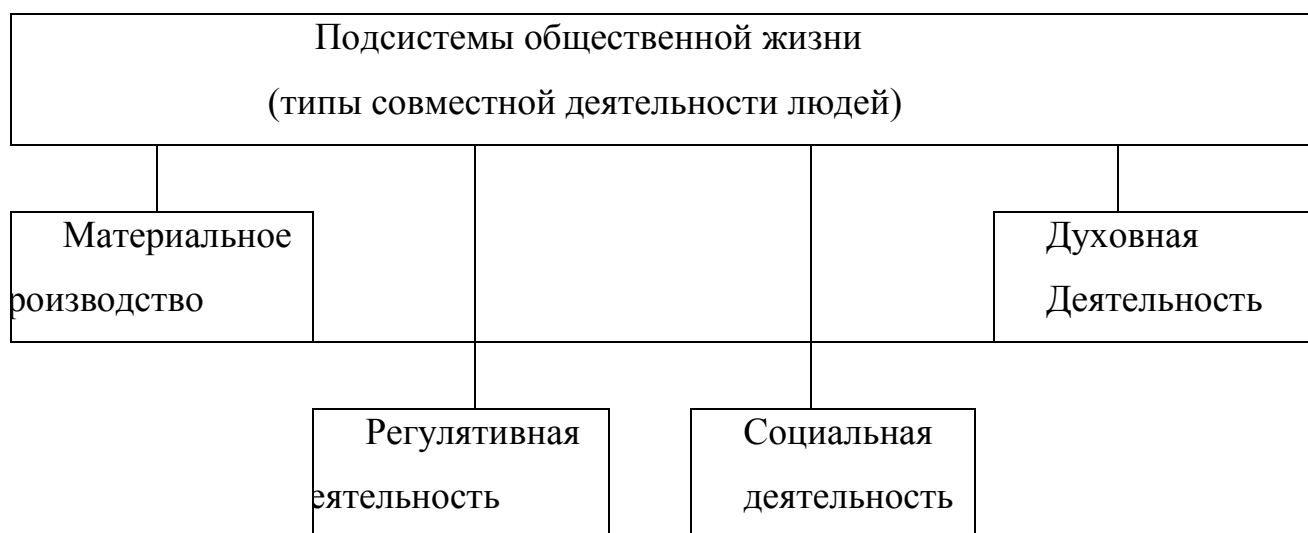 Подсистемы общественной жизни
(типы совместной деятельности людей)
Материальное
роизводство
Духовная
Деятельность
Регулятивная
еятельность
Социальная
деятельность